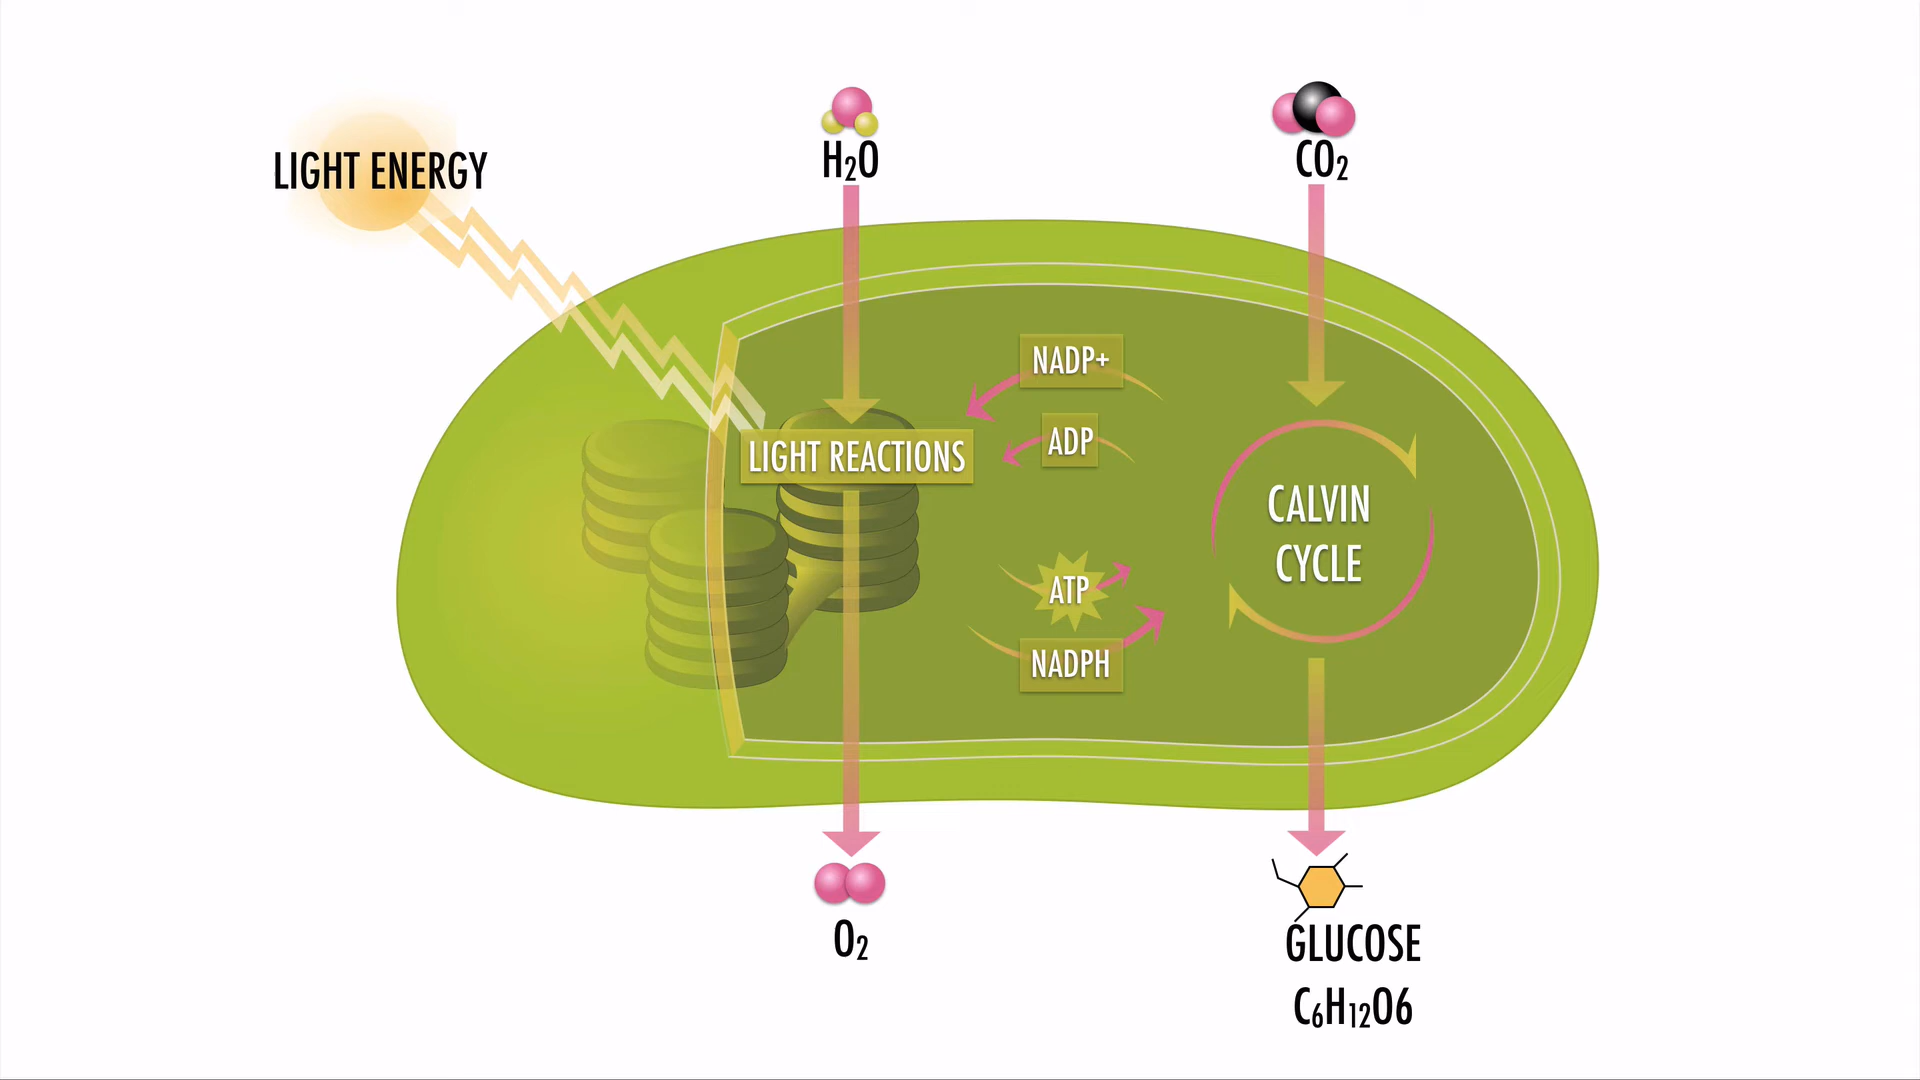 LIGHT ENERGY
H₂O
CO₂
NADP+
ADP
LIGHT REACTIONS
CALVIN
CYCLE
ATP
NADPH
O₂
GLUCOSE
C₆H₁₂O6